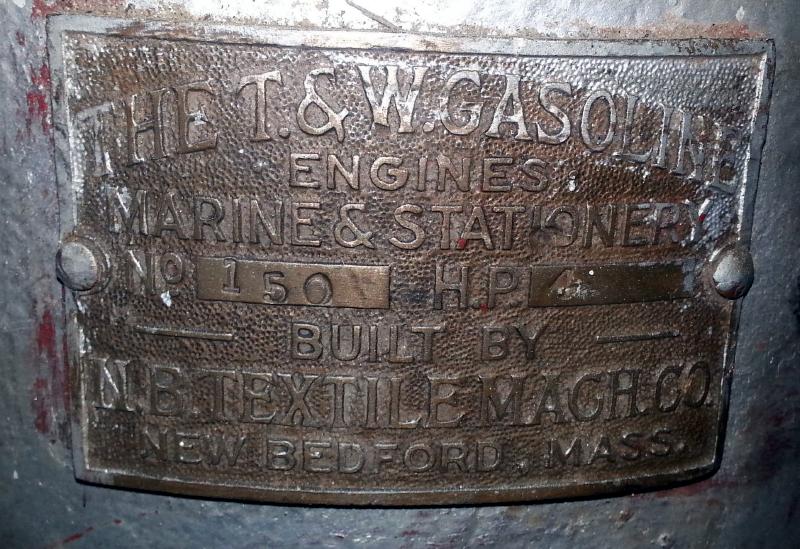 THE T. & W. GASOLINE
ENGINES
MARINE & STATIONERY
NO 150 H.P. 4
BUILT BY
N.B. TEXTILE MACH. CO.
NEW BEDFORD, MASS.